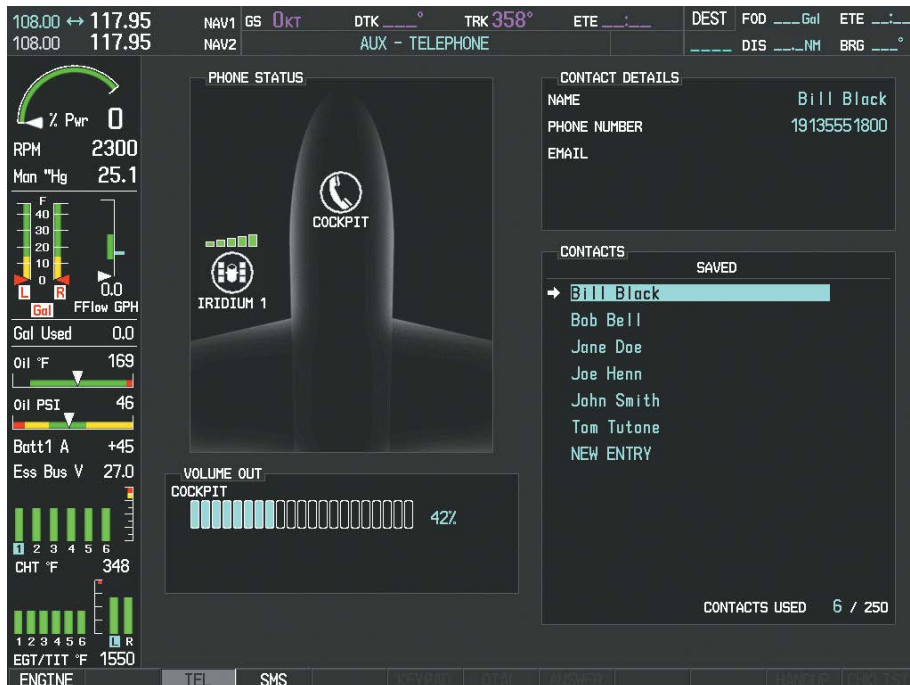 108.00 ↔ 117.95 NAV1 GS 0KT DTK ___° TRK 358° ETE __:__ DEST FOD ___Gal ETE __:__
108.00 117.95 NAV2 AUX - TELEPHONE ____ DIS __._NM BRG ___°
% Pwr 0
RPM 2300
Man "Hg 25.1
F
40
30
20
10
0
L R 0.0
Gal FFlow GPH
Gal Used 0.0
Oil °F 169
Oil PSI 46
Batt1 A +45
Ess Bus V 27.0
1 2 3 4 5 6
CHT °F 348
1 2 3 4 5 6 L R
EGT/TIT °F 1550
PHONE STATUS
COCKPIT
IRIDIUM 1
VOLUME OUT
COCKPIT
42%
CONTACT DETAILS
NAME Bill Black
PHONE NUMBER 19135551800
EMAIL
CONTACTS
SAVED
Bill Black
Bob Bell
Jane Doe
Joe Henn
John Smith
Tom Tutone
NEW ENTRY
CONTACTS USED 6 / 250
ENGINE TEL SMS KEYPAD DIAL ANSWER HANGUP CHKLIST